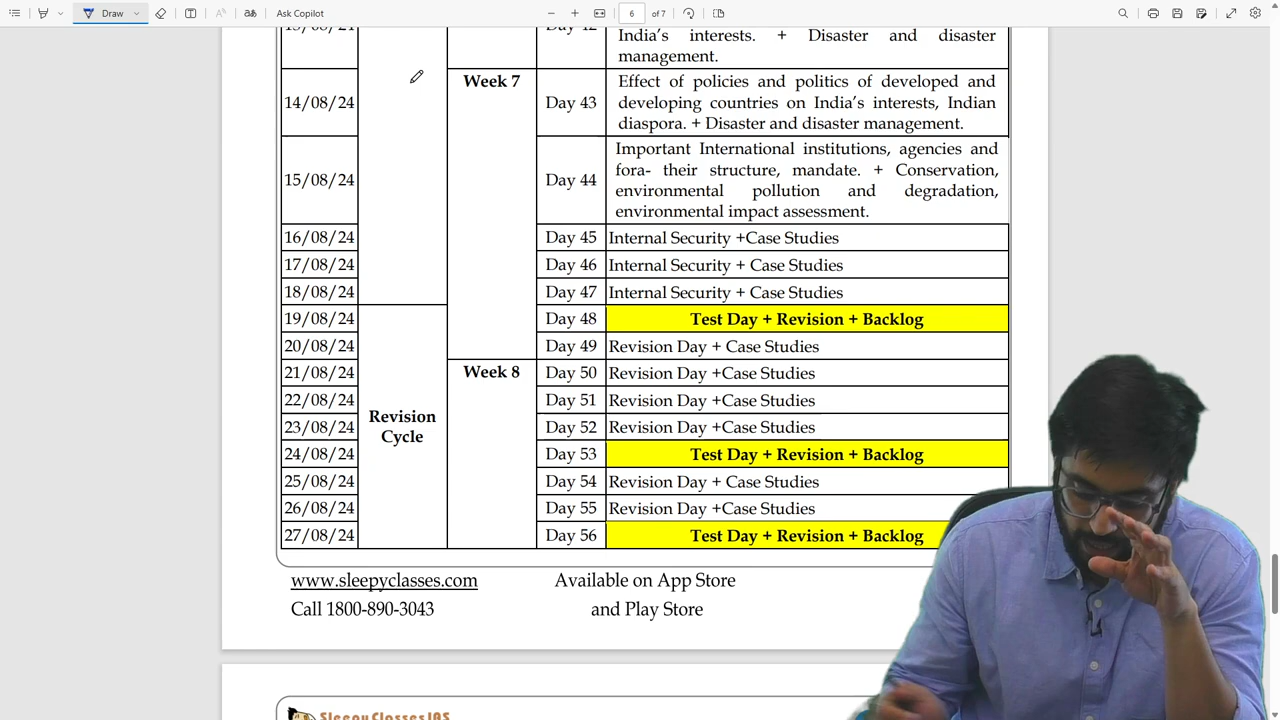 Draw
Ask Copilot
6 of 7
India's interests. + Disaster and disaster
management.
14/08/24 Week 7 Day 43 Effect of policies and politics of developed and
developing countries on India's interests, Indian
diaspora. + Disaster and disaster management.
15/08/24 Day 44 Important International institutions, agencies and
fora- their structure, mandate. + Conservation,
environmental pollution and degradation,
environmental impact assessment.
16/08/24 Day 45 Internal Security +Case Studies
17/08/24 Day 46 Internal Security + Case Studies
18/08/24 Day 47 Internal Security + Case Studies
19/08/24 Day 48 Test Day + Revision + Backlog
20/08/24 Day 49 Revision Day + Case Studies
21/08/24 Week 8 Day 50 Revision Day +Case Studies
22/08/24 Day 51 Revision Day +Case Studies
Revision
Cycle
23/08/24 Day 52 Revision Day +Case Studies
24/08/24 Day 53 Test Day + Revision + Backlog
25/08/24 Day 54 Revision Day + Case Studies
26/08/24 Day 55 Revision Day +Case Studies
27/08/24 Day 56 Test Day + Revision + Backlog
www.sleepyclasses.com Available on App Store
Call 1800-890-3043 and Play Store
Sleepy Classes IAS